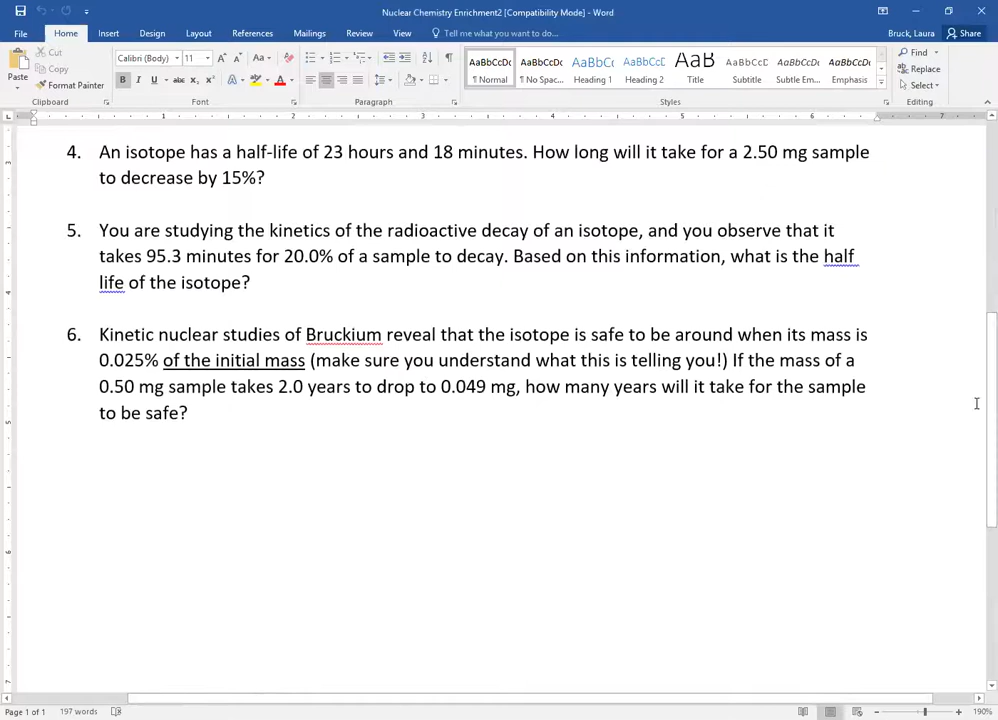 Nuclear Chemistry Enrichment2 [Compatibility Mode] - Word
File Home Insert Design Layout References Mailings Review View Tell me what you want to do... Bruck, Laura Share
Paste Cut Copy Format Painter
Calibri (Body) 11
AaBbCcDc ¶ Normal
AaBbCcDc ¶ No Spac...
AaBbCc Heading 1
AaBbCcC Heading 2
AaB Title
AaBbCcC Subtitle
AaBbCcDc Subtle Em...
AaBbCcDc Emphasis
Find Replace Select
Clipboard Font Paragraph Styles Editing
1 2 3 4 5 6 7
4. An isotope has a half-life of 23 hours and 18 minutes. How long will it take for a 2.50 mg sample
to decrease by 15%?
5. You are studying the kinetics of the radioactive decay of an isotope, and you observe that it
takes 95.3 minutes for 20.0% of a sample to decay. Based on this information, what is the half
life of the isotope?
6. Kinetic nuclear studies of Bruckium reveal that the isotope is safe to be around when its mass is
0.025% of the initial mass (make sure you understand what this is telling you!) If the mass of a
0.50 mg sample takes 2.0 years to drop to 0.049 mg, how many years will it take for the sample
to be safe?
Page 1 of 1 197 words 190%